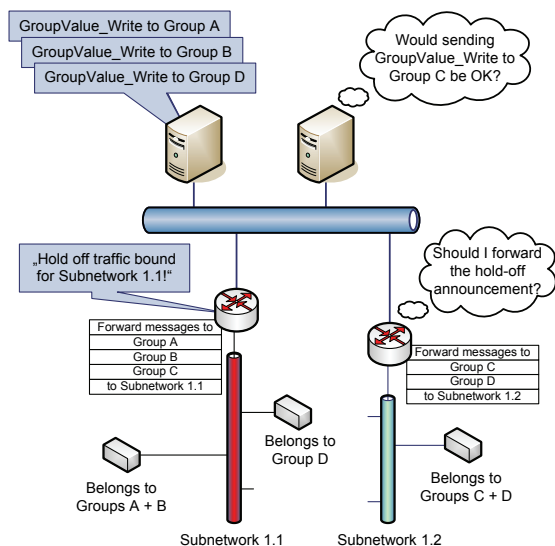 GroupValue_Write to Group A
GroupValue_Write to Group B
GroupValue_Write to Group D
Would sending
GroupValue_Write to
Group C be OK?
„Hold off traffic bound
for Subnetwork 1.1!“
Should I forward
the hold-off
announcement?
Forward messages to
Group A
Group B
Group C
to Subnetwork 1.1
Forward messages to
Group C
Group D
to Subnetwork 1.2
Belongs to
Group D
Belongs to
Groups A + B
Belongs to
Groups C + D
Subnetwork 1.1
Subnetwork 1.2